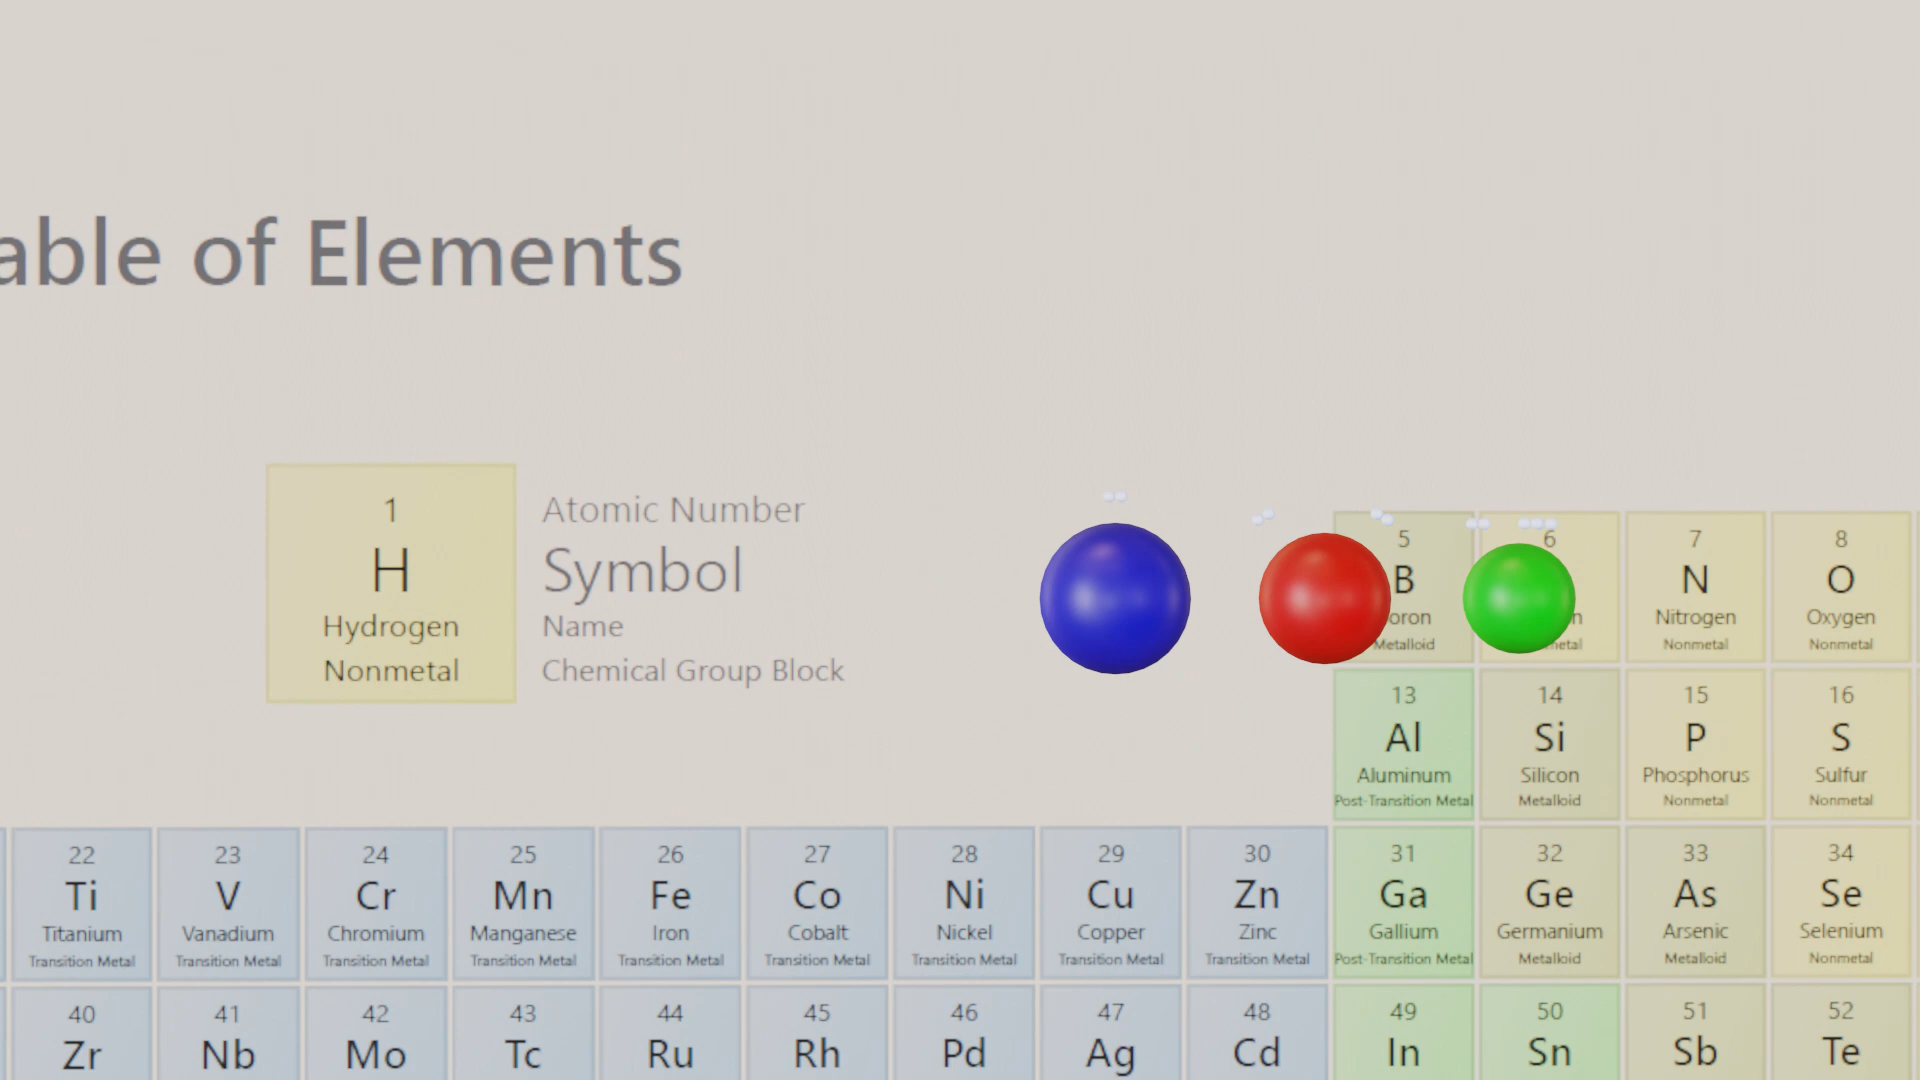 able of Elements
1
H
Hydrogen
Nonmetal
Atomic Number
Symbol
Name
Chemical Group Block
5 6 7 8
B N O
oron n Nitrogen Oxygen
Metalloid metal Nonmetal Nonmetal
13 14 15 16
Al Si P S
Aluminum Silicon Phosphorus Sulfur
Post-Transition Metal Metalloid Nonmetal Nonmetal
22 23 24 25 26 27 28 29 30 31 32 33 34
Ti V Cr Mn Fe Co Ni Cu Zn Ga Ge As Se
Titanium Vanadium Chromium Manganese Iron Cobalt Nickel Copper Zinc Gallium Germanium Arsenic Selenium
Transition Metal Transition Metal Transition Metal Transition Metal Transition Metal Transition Metal Transition Metal Transition Metal Transition Metal Post-Transition Metal Metalloid Metalloid Nonmetal
40 41 42 43 44 45 46 47 48 49 50 51 52
Zr Nb Mo Tc Ru Rh Pd Ag Cd In Sn Sb Te